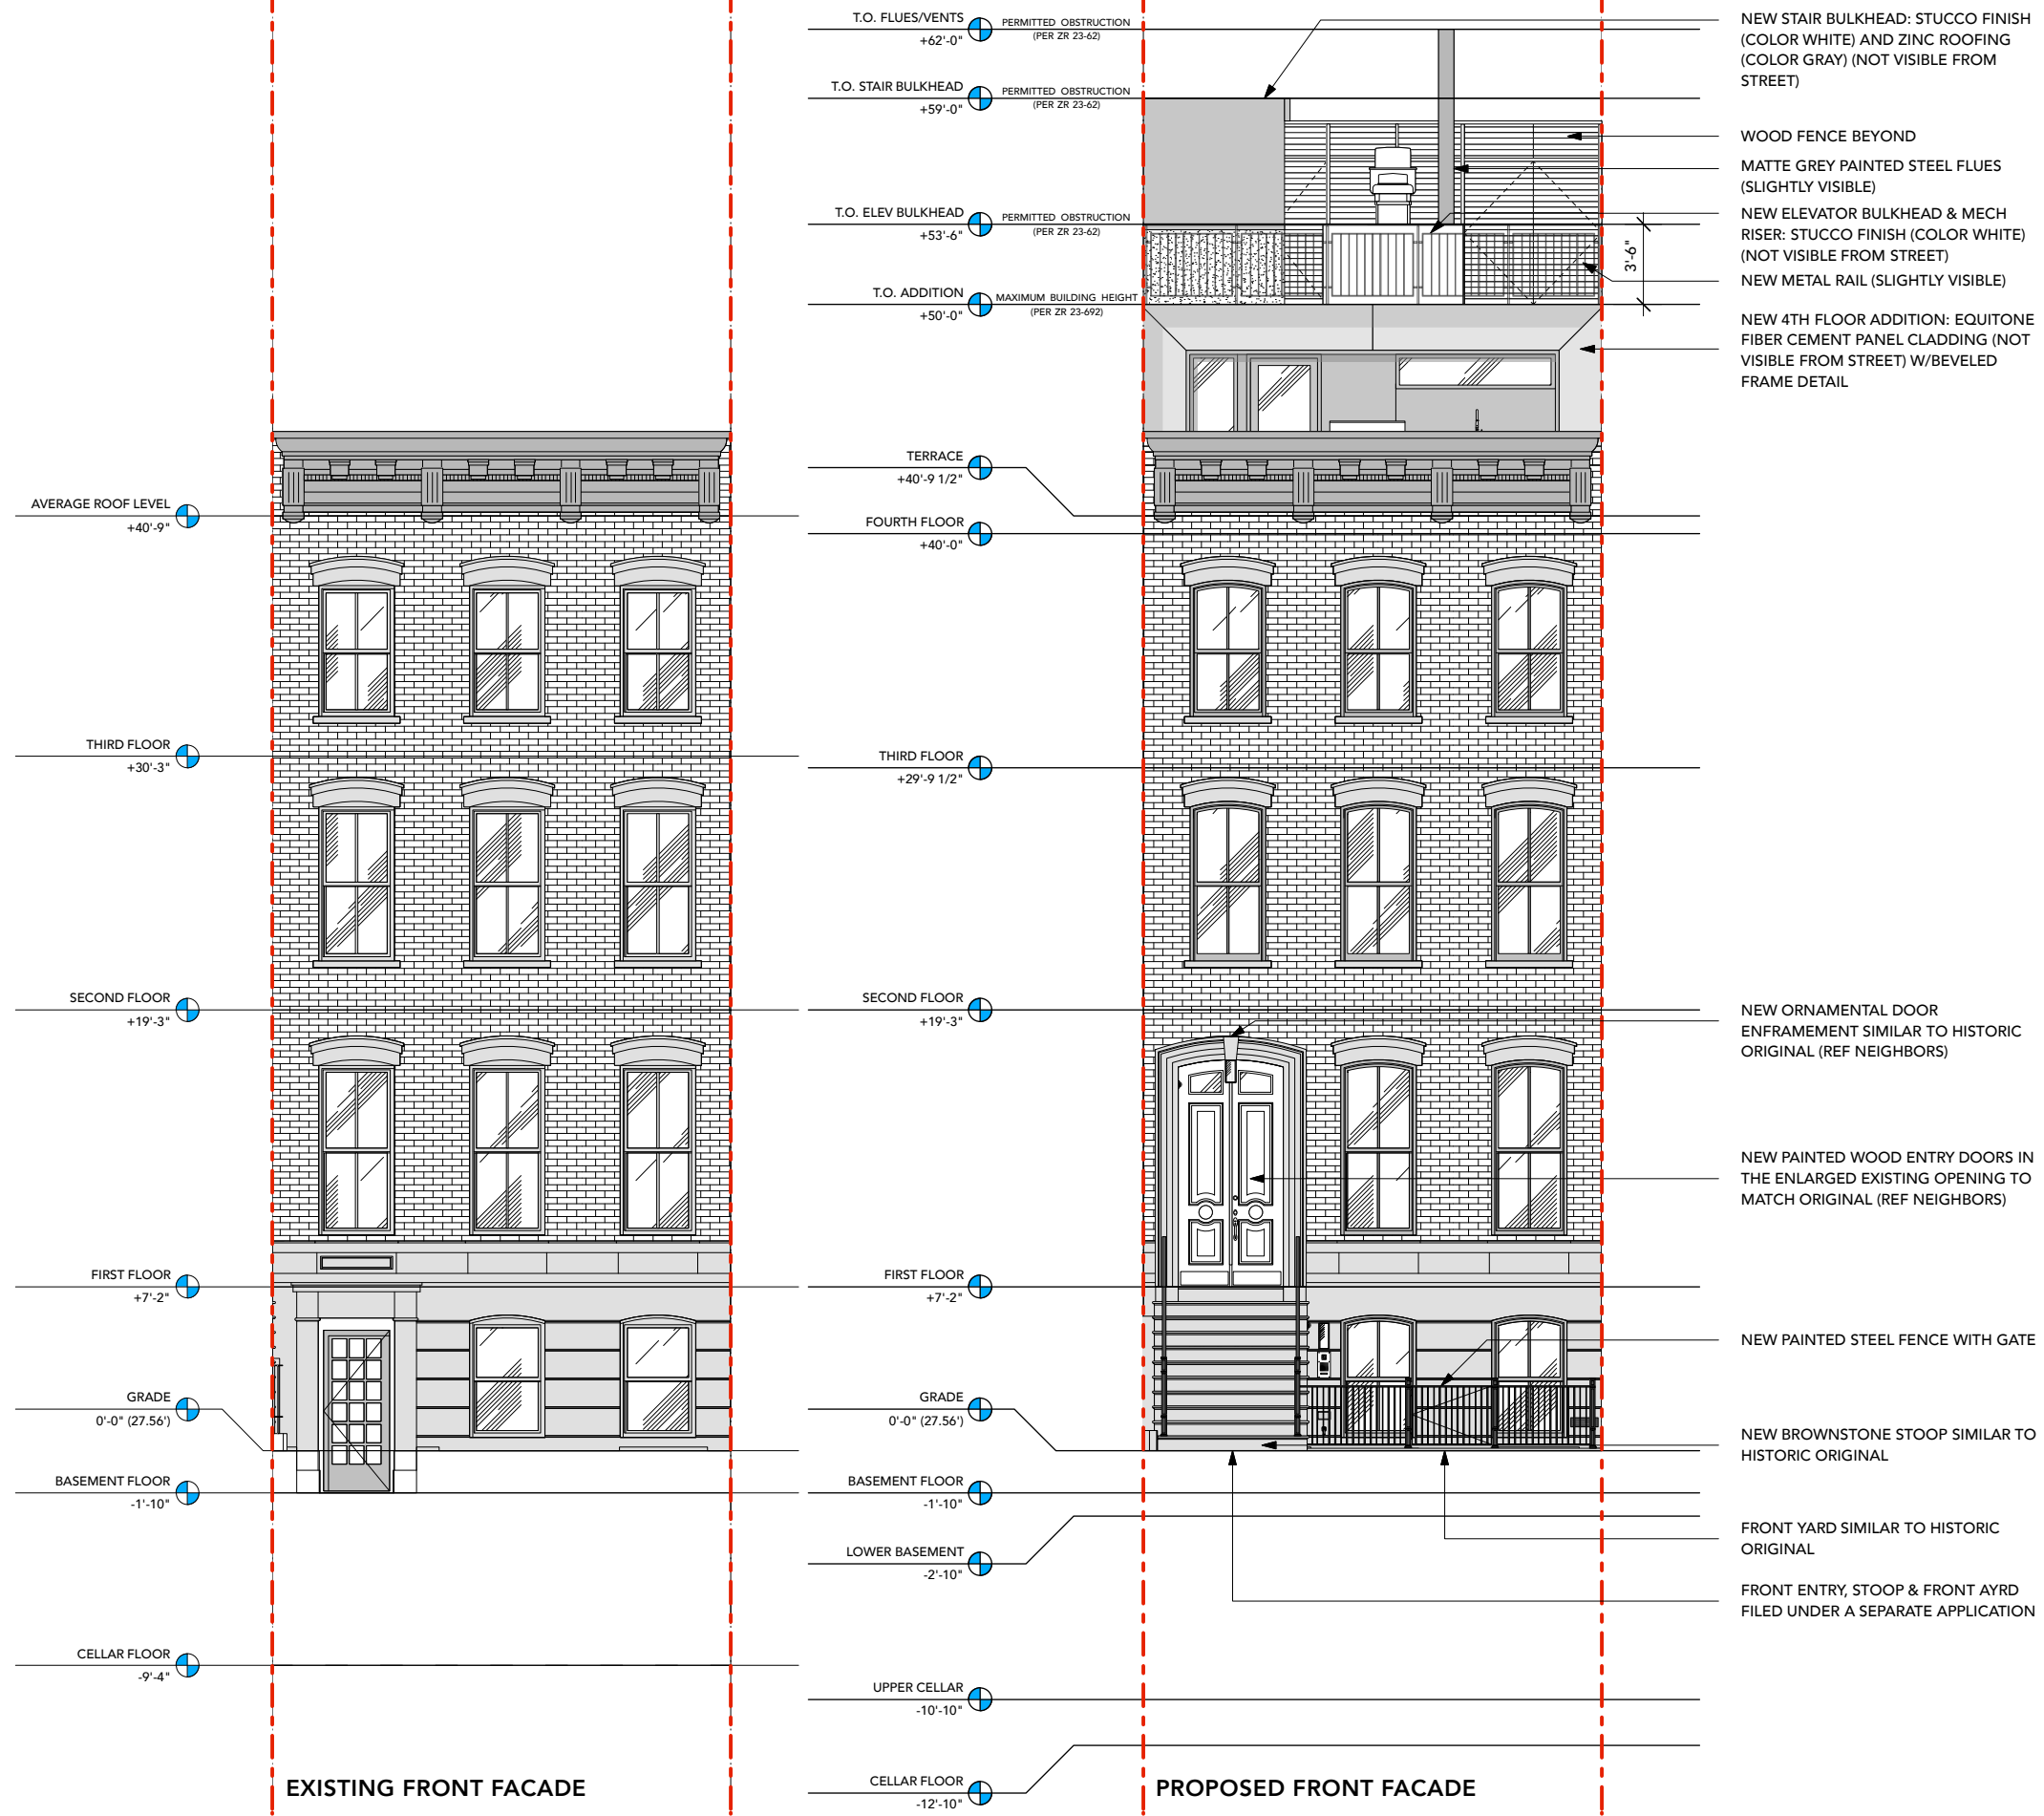 AVERAGE ROOF LEVEL
+40'-9"
THIRD FLOOR
+30'-3"
SECOND FLOOR
+19'-3"
FIRST FLOOR
+7'-2"
GRADE
0'-0" (27.56')
BASEMENT FLOOR
-1'-10"
CELLAR FLOOR
-9'-4"
EXISTING FRONT FACADE
T.O. FLUES/VENTS
+62'-0"
PERMITTED OBSTRUCTION
(PER ZR 23-62)
T.O. STAIR BULKHEAD
+59'-0"
PERMITTED OBSTRUCTION
(PER ZR 23-62)
T.O. ELEV BULKHEAD
+53'-6"
PERMITTED OBSTRUCTION
(PER ZR 23-62)
T.O. ADDITION
+50'-0"
MAXIMUM BUILDING HEIGHT
(PER ZR 23-692)
TERRACE
+40'-9 1/2"
FOURTH FLOOR
+40'-0"
THIRD FLOOR
+29'-9 1/2"
SECOND FLOOR
+19'-3"
FIRST FLOOR
+7'-2"
GRADE
0'-0" (27.56')
BASEMENT FLOOR
-1'-10"
LOWER BASEMENT
-2'-10"
UPPER CELLAR
-10'-10"
CELLAR FLOOR
-12'-10"
PROPOSED FRONT FACADE
3'-6"
NEW STAIR BULKHEAD: STUCCO FINISH
(COLOR WHITE) AND ZINC ROOFING
(COLOR GRAY) (NOT VISIBLE FROM
STREET)
WOOD FENCE BEYOND
MATTE GREY PAINTED STEEL FLUES
(SLIGHTLY VISIBLE)
NEW ELEVATOR BULKHEAD & MECH
RISER: STUCCO FINISH (COLOR WHITE)
(NOT VISIBLE FROM STREET)
NEW METAL RAIL (SLIGHTLY VISIBLE)
NEW 4TH FLOOR ADDITION: EQUITONE
FIBER CEMENT PANEL CLADDING (NOT
VISIBLE FROM STREET) W/BEVELED
FRAME DETAIL
NEW ORNAMENTAL DOOR
ENFRAMEMENT SIMILAR TO HISTORIC
ORIGINAL (REF NEIGHBORS)
NEW PAINTED WOOD ENTRY DOORS IN
THE ENLARGED EXISTING OPENING TO
MATCH ORIGINAL (REF NEIGHBORS)
NEW PAINTED STEEL FENCE WITH GATE
NEW BROWNSTONE STOOP SIMILAR TO
HISTORIC ORIGINAL
FRONT YARD SIMILAR TO HISTORIC
ORIGINAL
FRONT ENTRY, STOOP & FRONT AYRD
FILED UNDER A SEPARATE APPLICATION